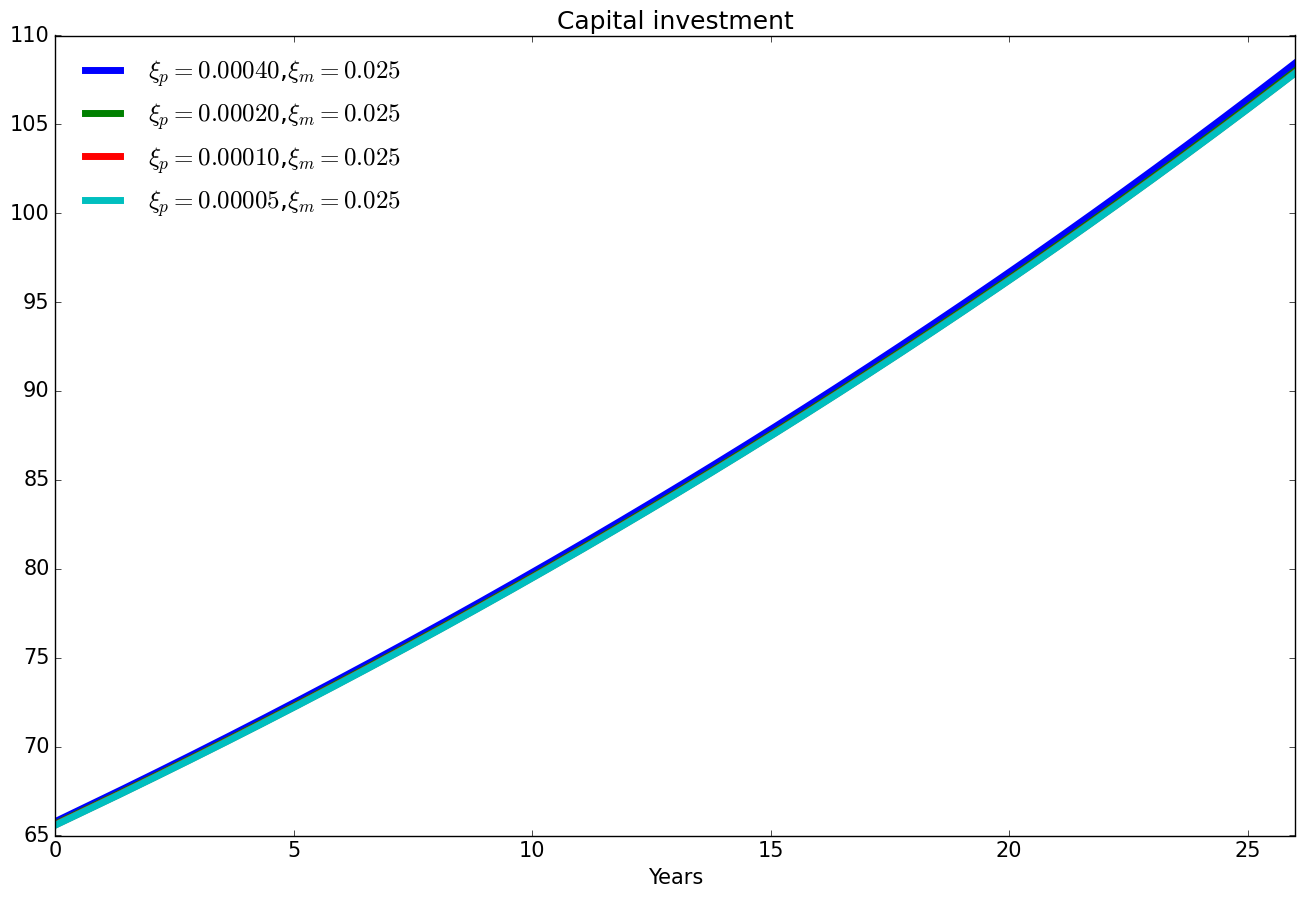 Capital investment
110
105
100
95
90
85
80
75
70
65
ξp = 0.00040,ξm = 0.025
ξp = 0.00020,ξm = 0.025
ξp = 0.00010,ξm = 0.025
ξp = 0.00005,ξm = 0.025
0 5 10 15 20 25
Years